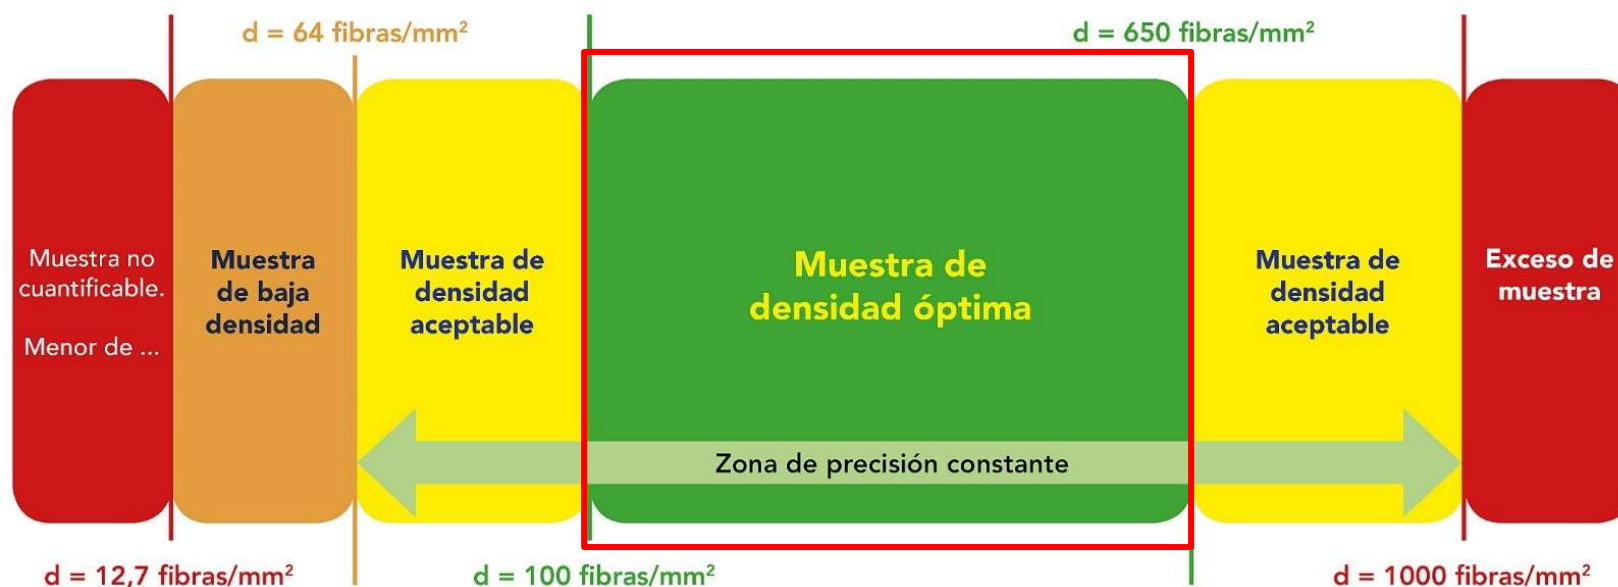 d = 64 fibras/mm²
d = 650 fibras/mm²
Muestra no
cuantificable.
Menor de ...
Muestra
de baja
densidad
Muestra de
densidad
aceptable
Muestra de
densidad óptima
Muestra de
densidad
aceptable
Exceso de
muestra
Zona de precisión constante
d = 12,7 fibras/mm²
d = 100 fibras/mm²
d = 1000 fibras/mm²